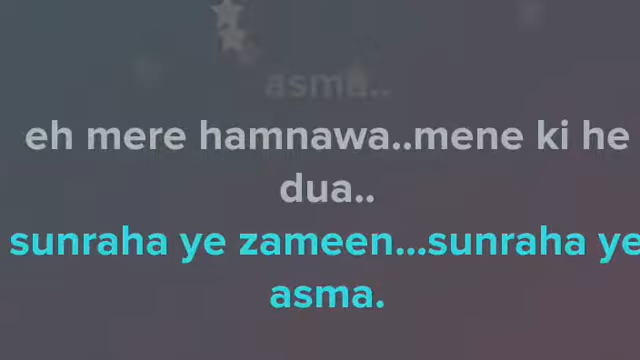 asma..
eh mere hamnawa..mene ki he
dua..
sunraha ye zameen...sunraha ye
asma.